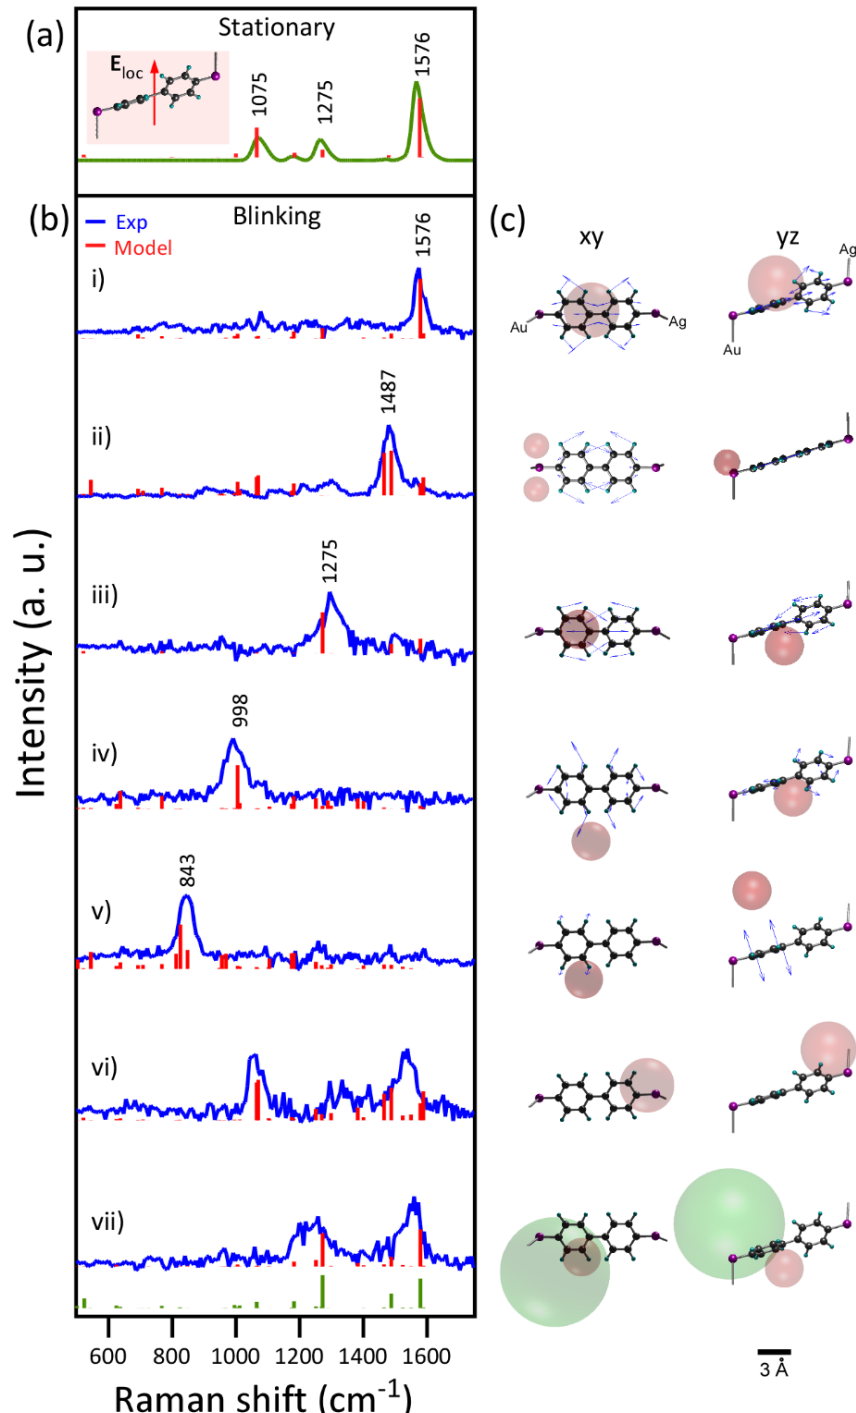 (a)
Stationary
E_loc
1075
1275
1576
(b)
Blinking
(c)
Exp
Model
1576
xy
yz
i)
Au
Ag
Ag
Au
ii)
1487
iii)
1275
iv)
998
v)
843
vi)
vii)
Intensity (a. u.)
600 800 1000 1200 1400 1600
Raman shift (cm⁻¹)
3 Å